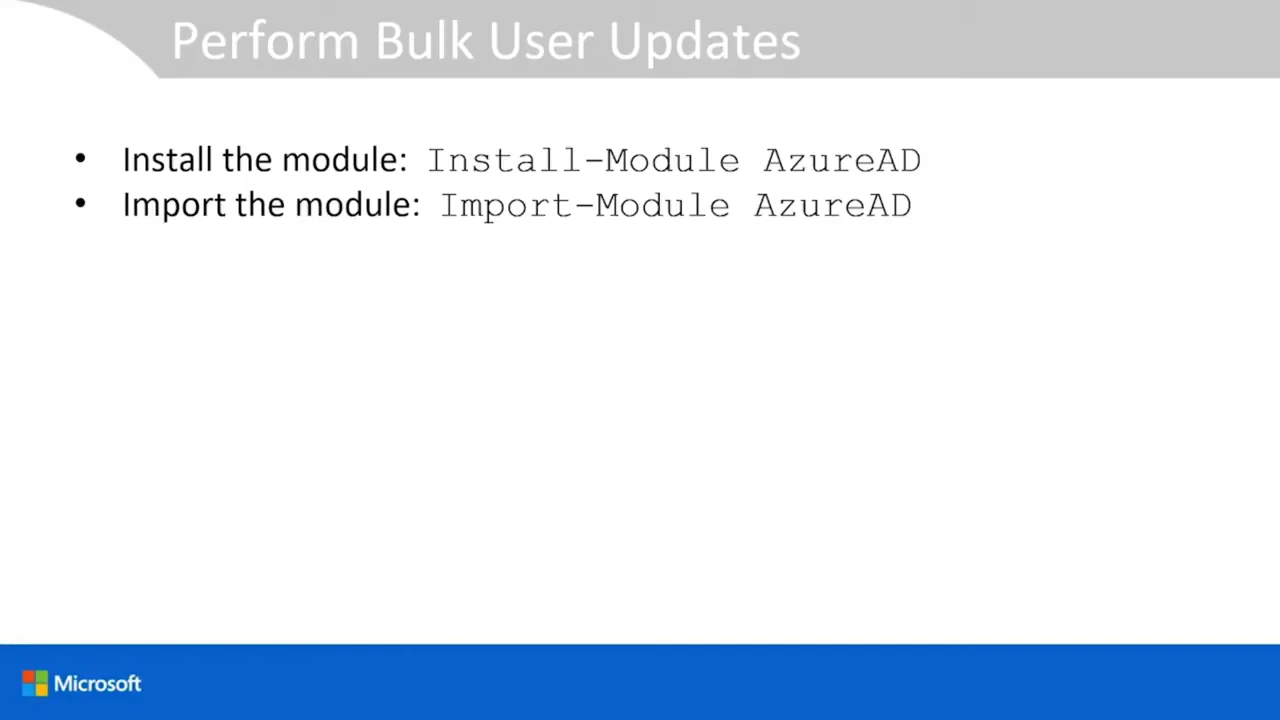 Perform Bulk User Updates
• Install the module: Install-Module AzureAD
• Import the module: Import-Module AzureAD
Microsoft